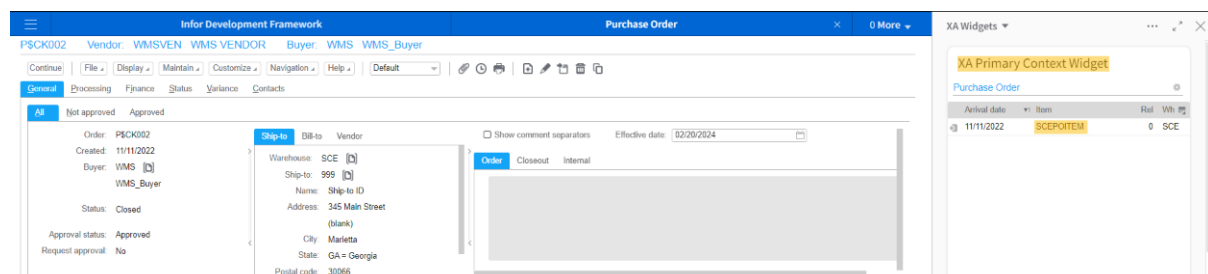 Infor Development Framework
Purchase Order
0 More
XA Widgets
P$CK002 Vendor: WMSVEN WMS VENDOR Buyer: WMS WMS_Buyer
Continue File Display Maintain Customize Navigation Help Default
General Processing Finance Status Variance Contacts
All Not approved Approved
Order: P$CK002
Created: 11/11/2022
Buyer: WMS
WMS_Buyer
Status: Closed
Approval status: Approved
Request approval: No
Ship-to Bill-to Vendor
Warehouse: SCE
Ship-to: 999
Name: Ship-to ID
Address: 345 Main Street
(blank)
City: Marietta
State: GA = Georgia
Postal code: 30066
Show comment separators Effective date: 02/20/2024
Order Closeout Internal
XA Primary Context Widget
Purchase Order
Arrival date Item Rel Wh
11/11/2022 SCEPOITEM 0 SCE